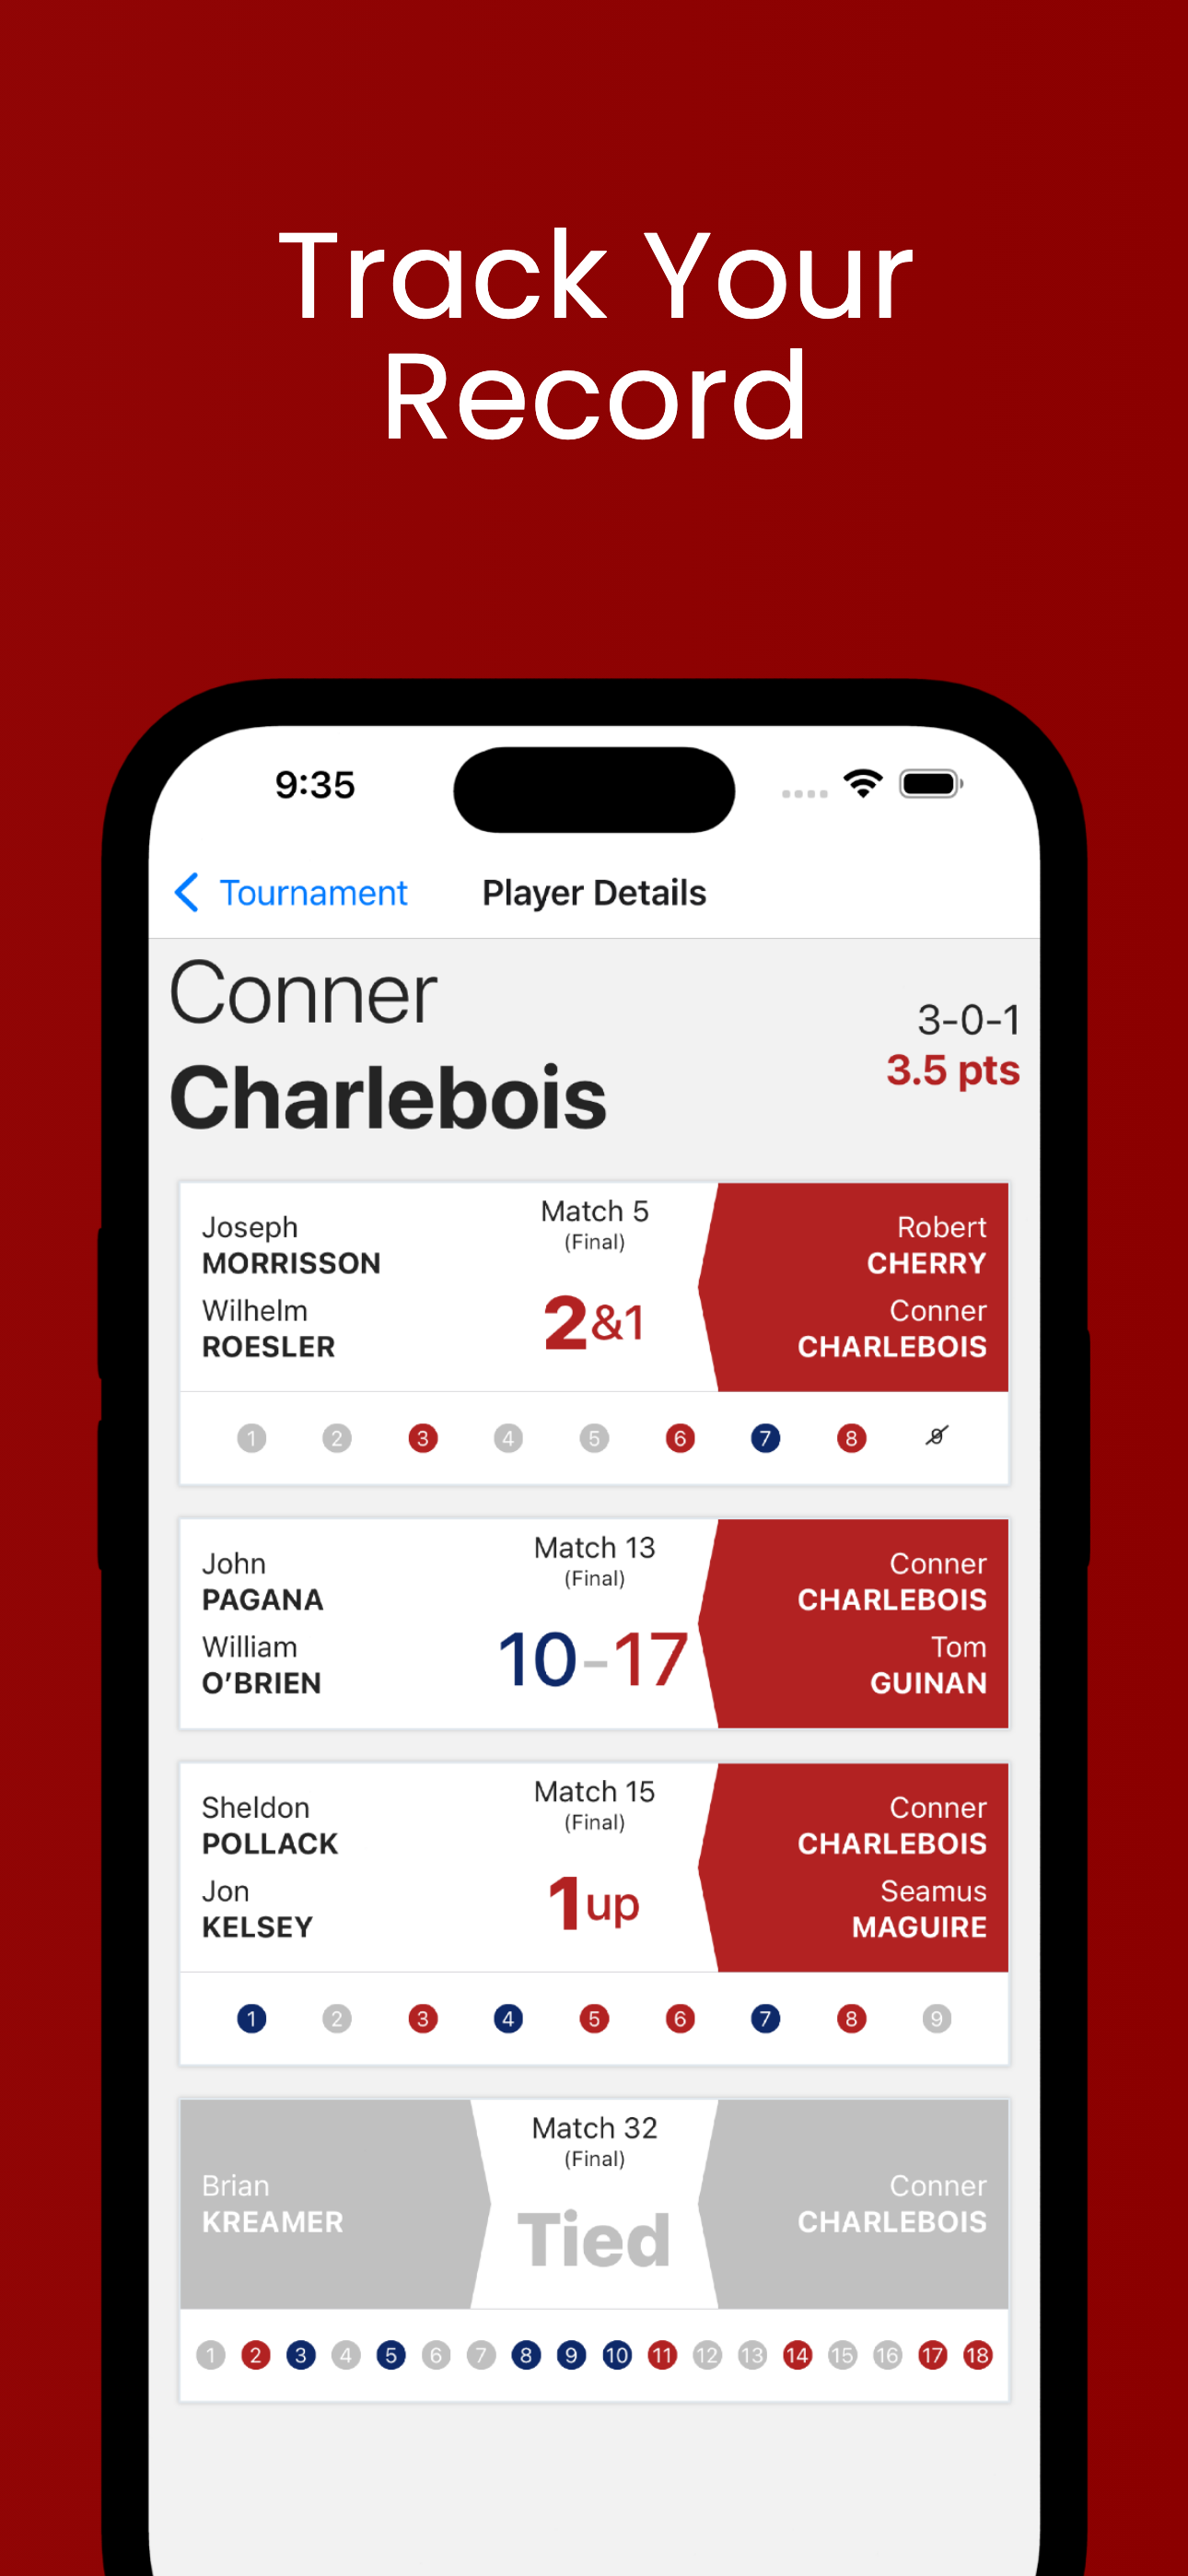 Track Your
Record
9:35
Tournament
Player Details
Conner
Charlebois
3-0-1
3.5 pts
Joseph
MORRISSON
Wilhelm
ROESLER
Match 5
(Final)
2&1
Robert
CHERRY
Conner
CHARLEBOIS
1 2 3 4 5 6 7 8 9
John
PAGANA
William
O’BRIEN
Match 13
(Final)
10-17
Conner
CHARLEBOIS
Tom
GUINAN
Sheldon
POLLACK
Jon
KELSEY
Match 15
(Final)
1up
Conner
CHARLEBOIS
Seamus
MAGUIRE
1 2 3 4 5 6 7 8 9
Brian
KREAMER
Match 32
(Final)
Tied
Conner
CHARLEBOIS
1 2 3 4 5 6 7 8 9 10 11 12 13 14 15 16 17 18